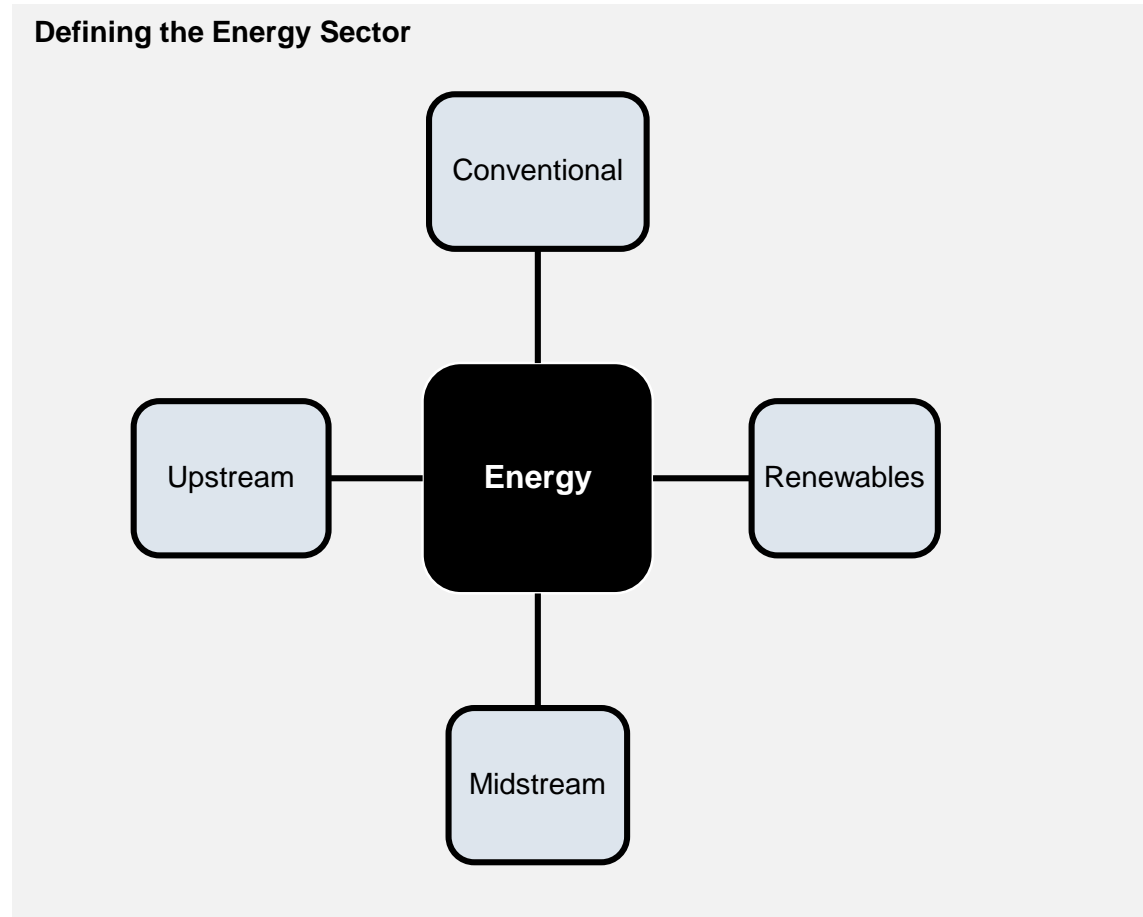 Defining the Energy Sector
Conventional
Upstream
Energy
Renewables
Midstream